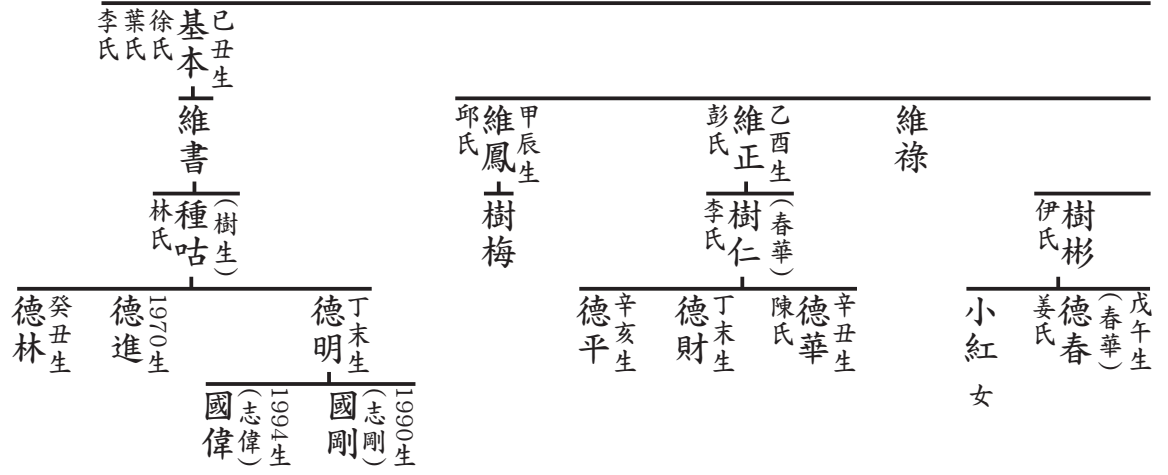 己丑生
基本
徐氏
葉氏
李氏
維祿
乙酉生
維正
彭氏
甲辰生
維鳳
邱氏
維書
樹彬
伊氏
(春華)
樹仁
李氏
樹梅
(樹生)
種咕
林氏
戊午生
(春華)
德春
姜氏
小紅 女
辛丑生
德華
陳氏
丁末生
德財
辛亥生
德平
丁末生
德明
1970生
德進
癸丑生
德林
1990生
(志剛)
國剛
1994生
(志偉)
國偉